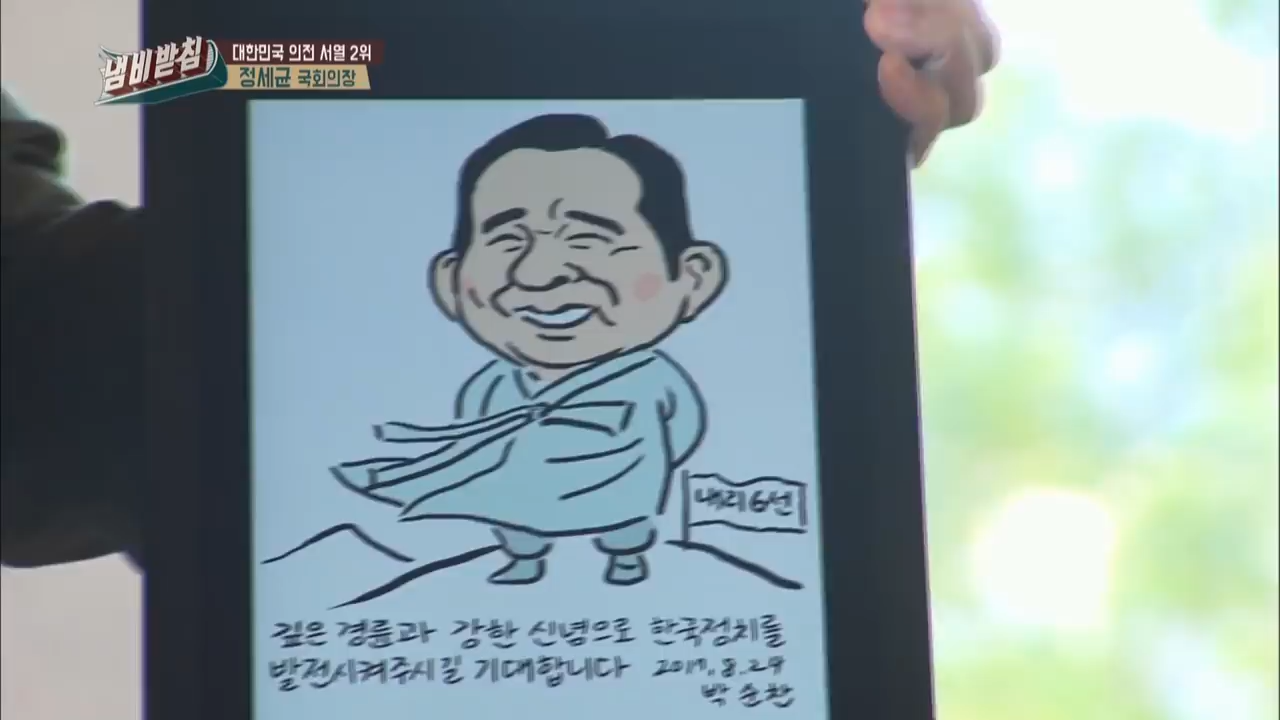 냄비받침
대한민국 의전 서열 2위
정세균 국회의장
내리6선
깊은 경륜과 강한 신념으로 한국정치를
발전시켜주시길 기대합니다 2017.8.29
박순찬